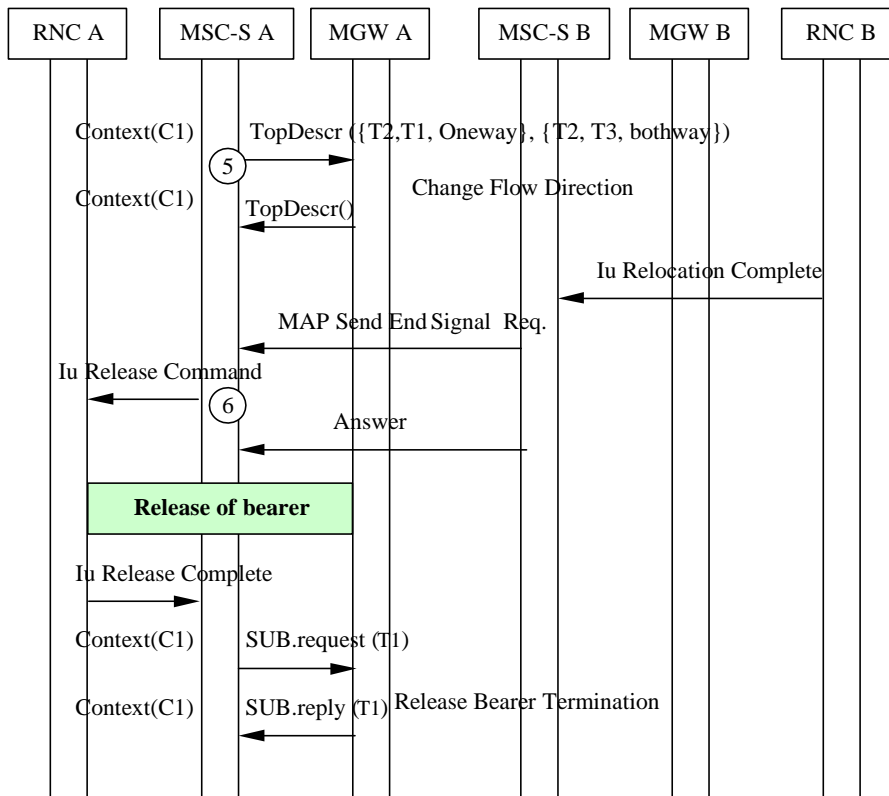 RNC A
MSC-S A
MGW A
MSC-S B
MGW B
RNC B
Context(C1)
TopDescr ({T2,T1, Oneway}, {T2, T3, bothway})
5
Change Flow Direction
Context(C1)
TopDescr()
Iu Relocation Complete
MAP Send End Signal Req.
Iu Release Command
6
Answer
Release of bearer
Iu Release Complete
Context(C1)
SUB.request (T1)
Context(C1)
SUB.reply (T1)
Release Bearer Termination